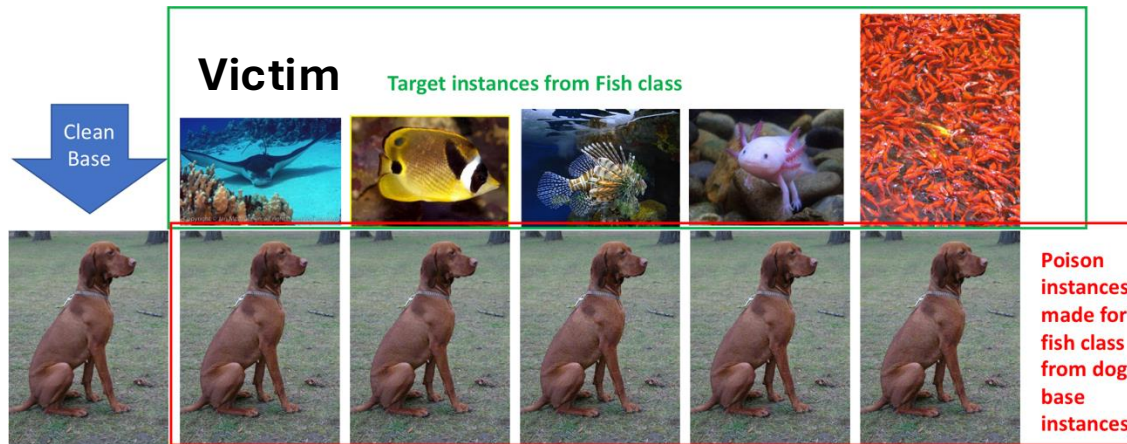 Victim
Target instances from Fish class
Clean
Base
Poison
instances
made for
fish class
from dog
base
instances